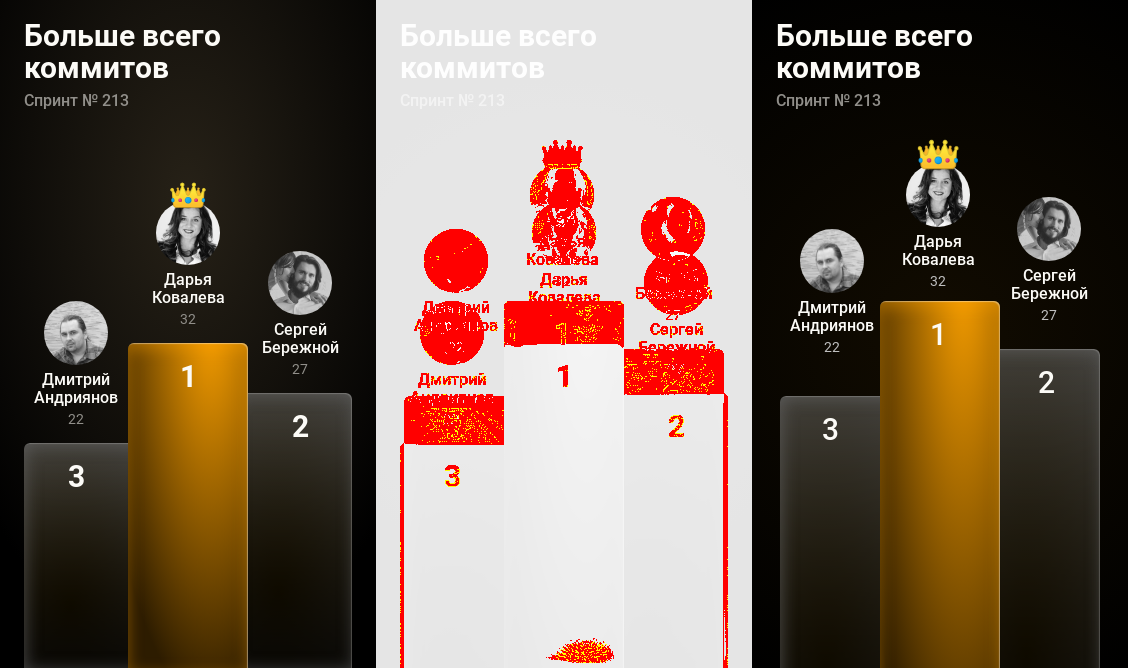 Больше всего
коммитов
Спринт № 213
Дарья
Ковалева
32
Сергей
Бережной
27
Дмитрий
Андриянов
22
1
2
3
Больше всего
коммитов
Спринт № 213
Дарья
Ковалева
Сергей
Бережной
Дмитрий
1
2
3
Больше всего
коммитов
Спринт № 213
Дарья
Ковалева
32
Сергей
Бережной
27
Дмитрий
Андриянов
22
1
2
3